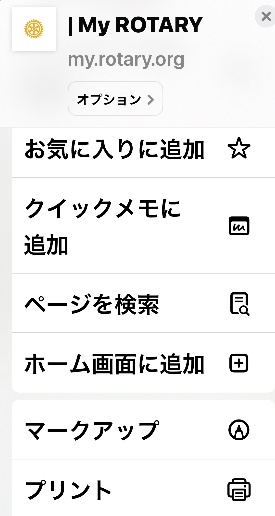 | My ROTARY
my.rotary.org
オプション
お気に入りに追加
クイックメモに
追加
ページを検索
ホーム画面に追加
マークアップ
プリント